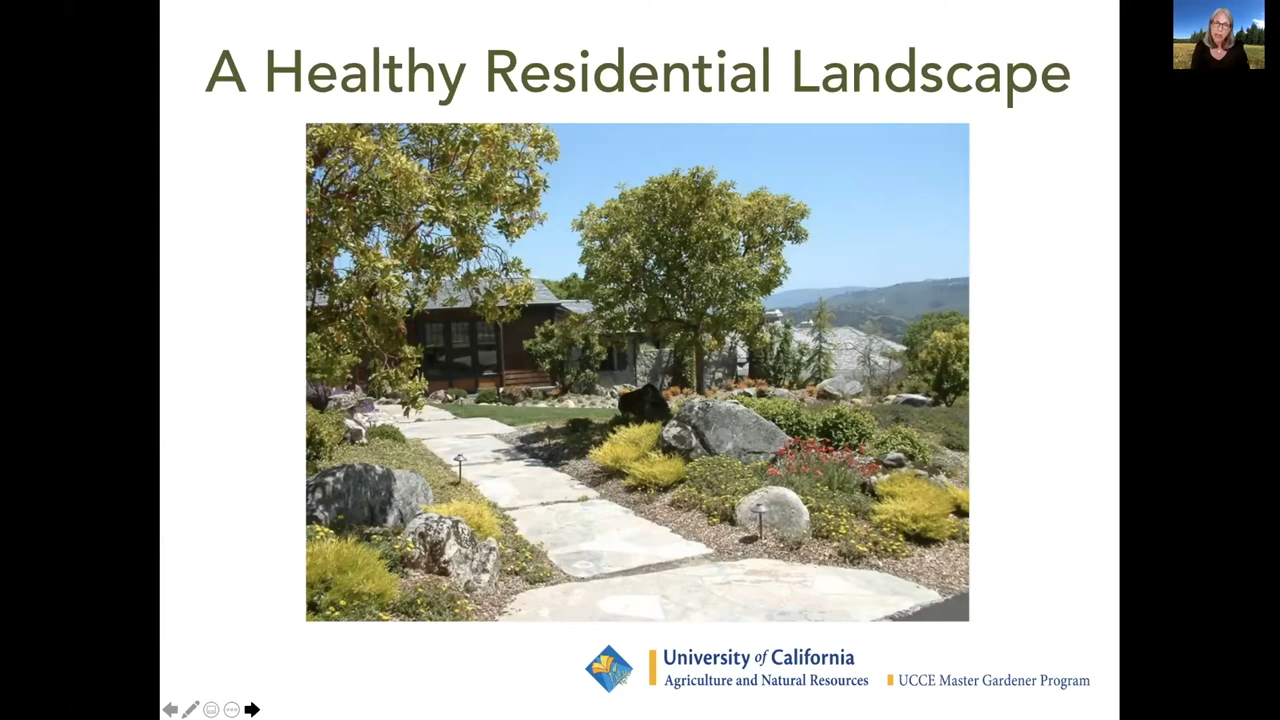 A Healthy Residential Landscape
University of California
Agriculture and Natural Resources
UCCE Master Gardener Program